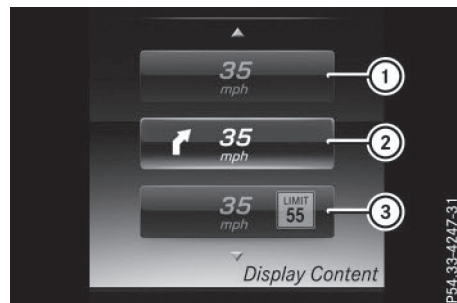 35
mph
1
35
mph
2
35
mph
LIMIT
55
3
Display Content
P54.33-4247-31